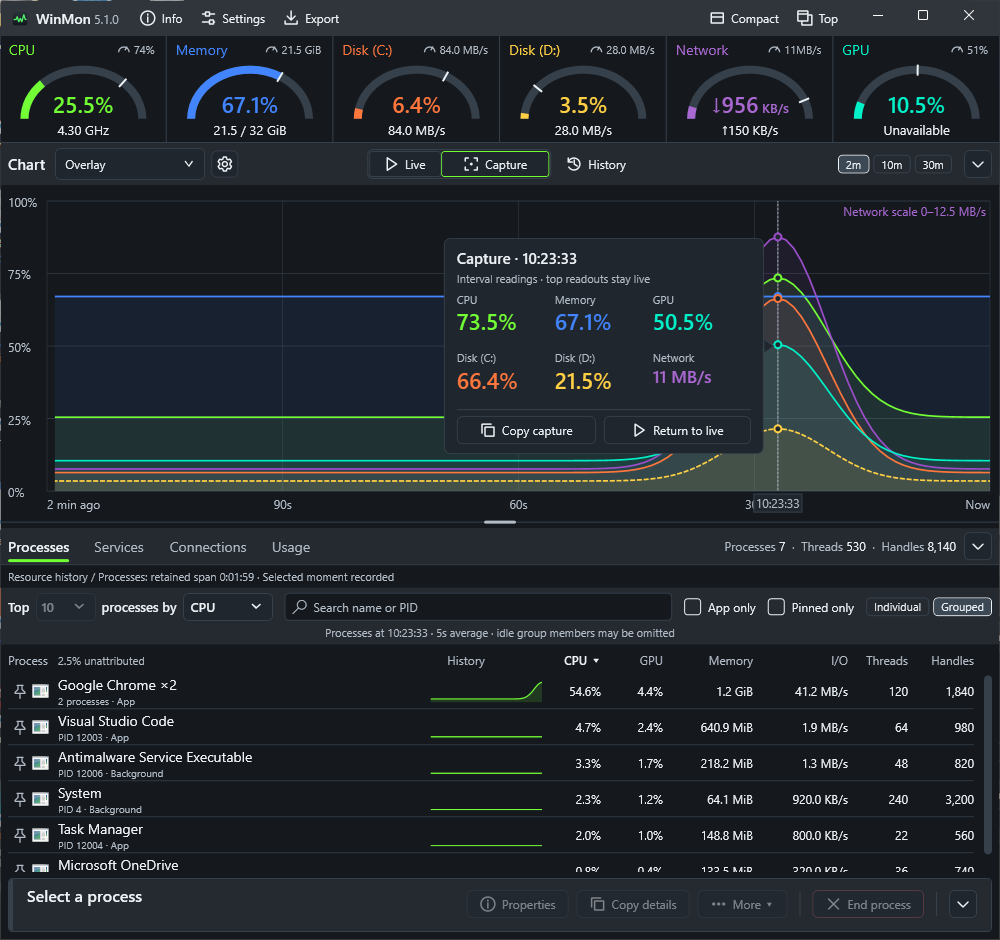 WinMon 5.1.0 Info Settings Export Compact Top
CPU 74% Memory 21.5 GiB Disk (C:) 84.0 MB/s Disk (D:) 28.0 MB/s Network 11MB/s GPU 51%
25.5% 67.1% 6.4% 3.5% ↓956 KB/s 10.5%
4.30 GHz 21.5 / 32 GiB 84.0 MB/s 28.0 MB/s ↑150 KB/s Unavailable
Chart Overlay Live Capture History 2m 10m 30m
100%
Network scale 0–12.5 MB/s
75%
50%
25%
0%
Capture · 10:23:33
Interval readings · top readouts stay live
CPU Memory GPU
73.5% 67.1% 50.5%
Disk (C:) Disk (D:) Network
66.4% 21.5% 11 MB/s
Copy capture Return to live
2 min ago 90s 60s 10:23:33 Now
Processes Services Connections Usage Processes 7 · Threads 530 · Handles 8,140
Resource history / Processes: retained span 0:01:59 · Selected moment recorded
Top 10 processes by CPU Search name or PID App only Pinned only Individual Grouped
Processes at 10:23:33 · 5s average · idle group members may be omitted
Process 2.5% unattributed History CPU ▼ GPU Memory I/O Threads Handles
Google Chrome ×2
2 processes · App
54.6% 4.4% 1.2 GiB 41.2 MB/s 120 1,840
Visual Studio Code
PID 12003 · App
4.7% 2.4% 640.9 MiB 1.9 MB/s 64 980
Antimalware Service Executable
PID 12006 · Background
3.3% 1.7% 218.2 MiB 1.3 MB/s 48 820
System
PID 4 · Background
2.3% 1.2% 64.1 MiB 920.0 KB/s 240 3,200
Task Manager
PID 12004 · App
2.0% 1.0% 148.8 MiB 800.0 KB/s 22 560
Microsoft OneDrive
Select a process Properties Copy details More End process